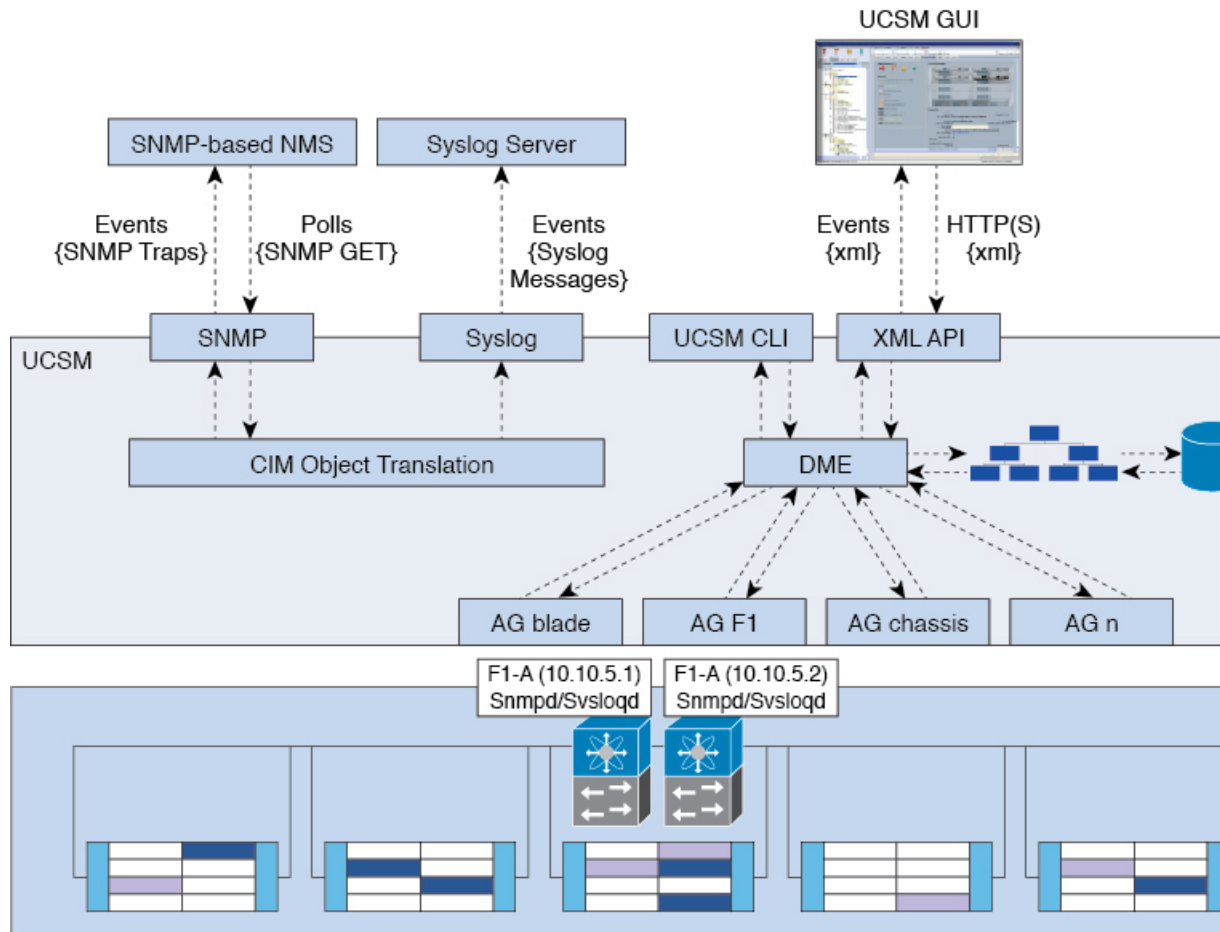 UCSM GUI
SNMP-based NMS
Syslog Server
Events
{SNMP Traps}
Polls
{SNMP GET}
Events
{Syslog
Messages}
Events
{xml}
HTTP(S)
{xml}
SNMP
Syslog
UCSM CLI
XML API
UCSM
CIM Object Translation
DME
AG blade
AG F1
AG chassis
AG n
F1-A (10.10.5.1)
Snmpd/Svsloqd
F1-A (10.10.5.2)
Snmpd/Svsloqd